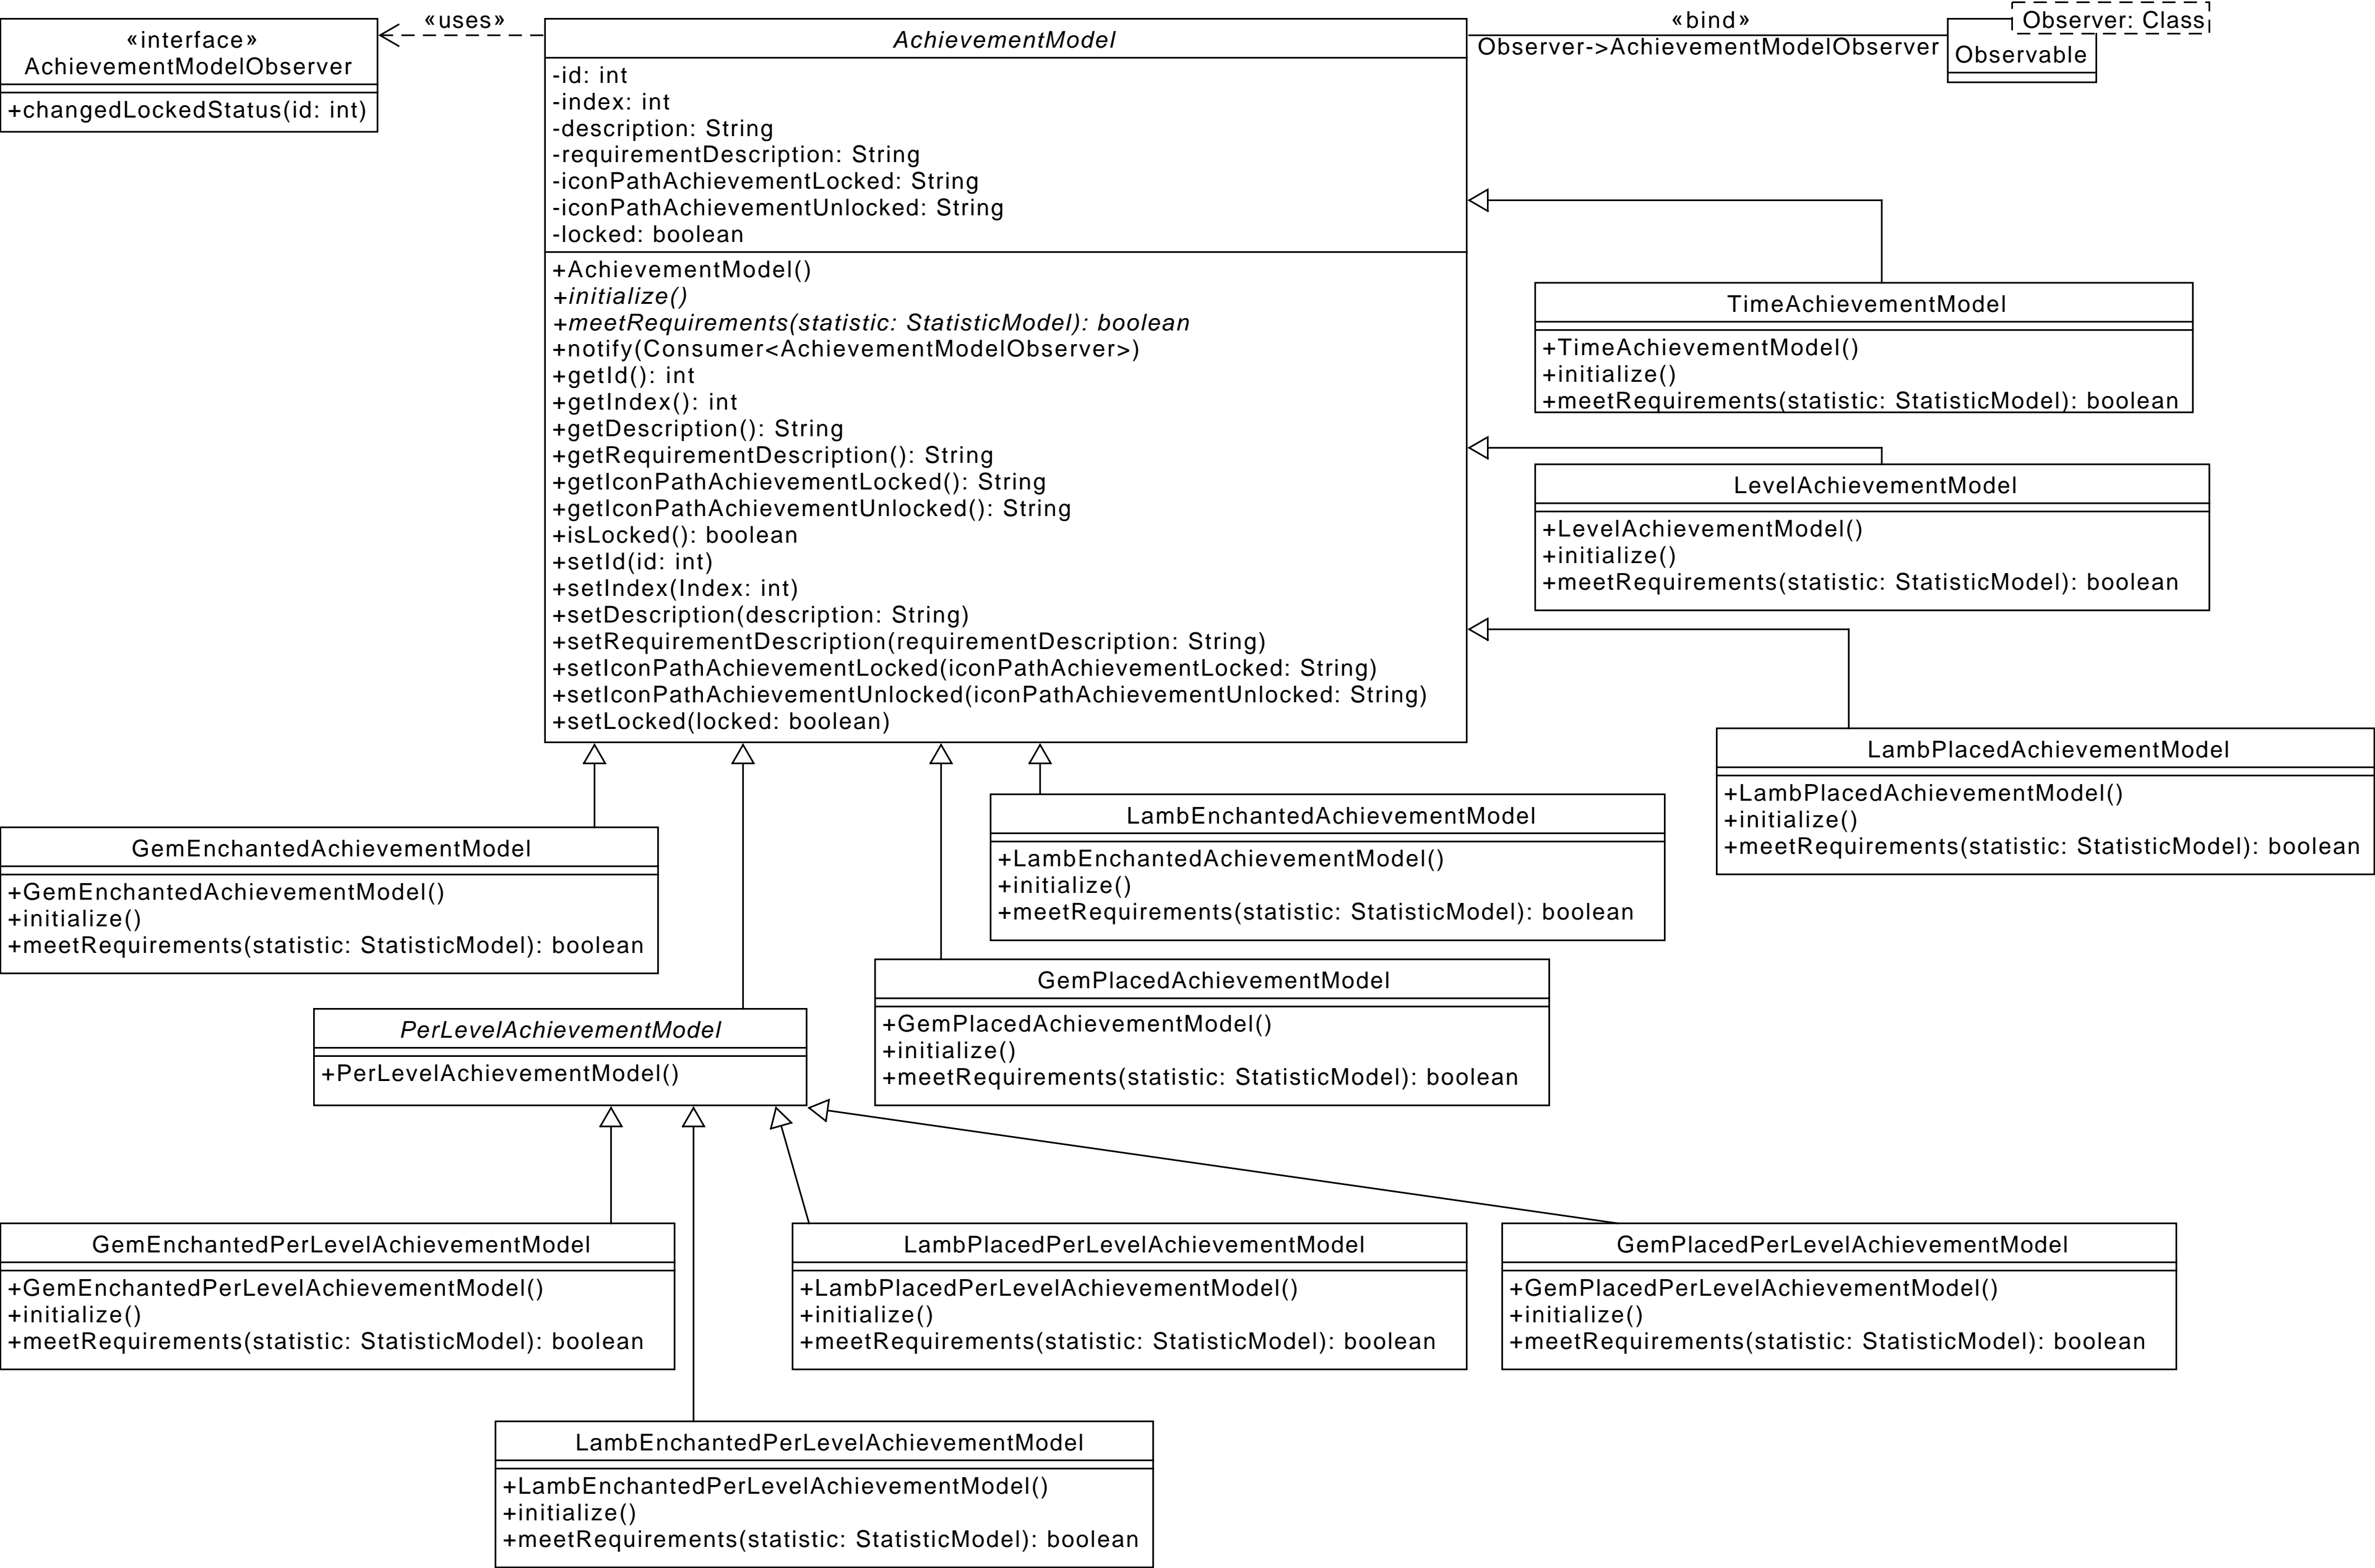 «interface»
AchievementModelObserver
+changedLockedStatus(id: int)
«uses»
AchievementModel
-id: int
-index: int
-description: String
-requirementDescription: String
-iconPathAchievementLocked: String
-iconPathAchievementUnlocked: String
-locked: boolean
+AchievementModel()
+initialize()
+meetRequirements(statistic: StatisticModel): boolean
+notify(Consumer<AchievementModelObserver>)
+getId(): int
+getIndex(): int
+getDescription(): String
+getRequirementDescription(): String
+getIconPathAchievementLocked(): String
+getIconPathAchievementUnlocked(): String
+isLocked(): boolean
+setId(id: int)
+setIndex(Index: int)
+setDescription(description: String)
+setRequirementDescription(requirementDescription: String)
+setIconPathAchievementLocked(iconPathAchievementLocked: String)
+setIconPathAchievementUnlocked(iconPathAchievementUnlocked: String)
+setLocked(locked: boolean)
«bind»
Observer->AchievementModelObserver
Observer: Class
Observable
TimeAchievementModel
+TimeAchievementModel()
+initialize()
+meetRequirements(statistic: StatisticModel): boolean
LevelAchievementModel
+LevelAchievementModel()
+initialize()
+meetRequirements(statistic: StatisticModel): boolean
LambPlacedAchievementModel
+LambPlacedAchievementModel()
+initialize()
+meetRequirements(statistic: StatisticModel): boolean
LambEnchantedAchievementModel
+LambEnchantedAchievementModel()
+initialize()
+meetRequirements(statistic: StatisticModel): boolean
GemEnchantedAchievementModel
+GemEnchantedAchievementModel()
+initialize()
+meetRequirements(statistic: StatisticModel): boolean
GemPlacedAchievementModel
+GemPlacedAchievementModel()
+initialize()
+meetRequirements(statistic: StatisticModel): boolean
PerLevelAchievementModel
+PerLevelAchievementModel()
GemEnchantedPerLevelAchievementModel
+GemEnchantedPerLevelAchievementModel()
+initialize()
+meetRequirements(statistic: StatisticModel): boolean
LambPlacedPerLevelAchievementModel
+LambPlacedPerLevelAchievementModel()
+initialize()
+meetRequirements(statistic: StatisticModel): boolean
GemPlacedPerLevelAchievementModel
+GemPlacedPerLevelAchievementModel()
+initialize()
+meetRequirements(statistic: StatisticModel): boolean
LambEnchantedPerLevelAchievementModel
+LambEnchantedPerLevelAchievementModel()
+initialize()
+meetRequirements(statistic: StatisticModel): boolean